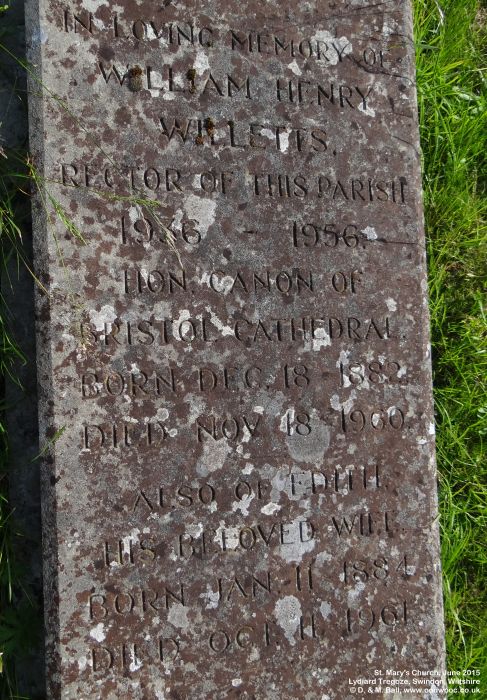 IN LOVING MEMORY OF
WILLIAM HENRY
WILLETTS,
RECTOR OF THIS PARISH
1936 - 1956.
HON. CANON OF
BRISTOL CATHEDRAL.
BORN DEC. 18 1882.
DIED NOV 18 1960.
ALSO OF EDITH,
HIS BELOVED WIFE.
BORN JAN. 11 1884
DIED OCT. 11. 1961.
St. Mary's Church, June 2015
Lydiard Tregoze, Swindon, Wiltshire
© D. & M. Ball, www.oodwooc.co.uk